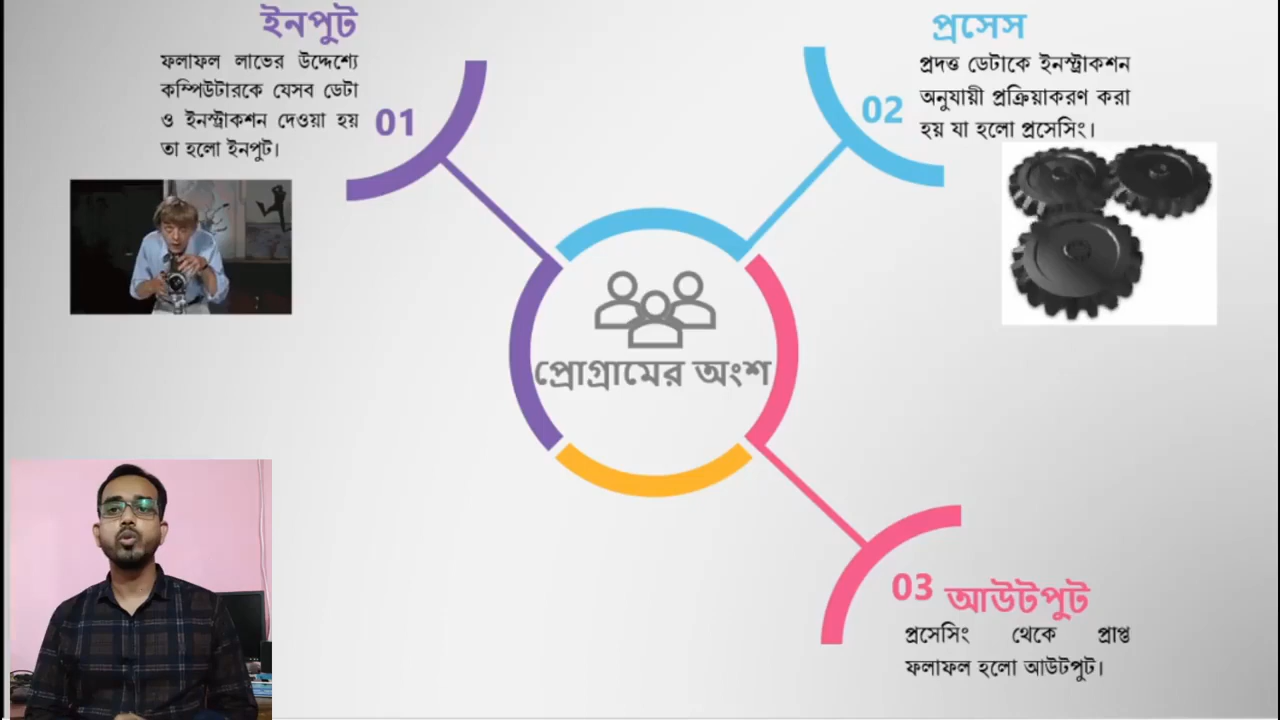 ইনপুট
ফলাফল লাভের উদ্দেশ্যে
কম্পিউটারকে যেসব ডেটা
ও ইনস্ট্রাকশন দেওয়া হয়
তা হলো ইনপুট।
01
প্রসেস
প্রদত্ত ডেটাকে ইনস্ট্রাকশন
অনুযায়ী প্রক্রিয়াকরণ করা
হয় যা হলো প্রসেসিং।
02
প্রোগ্রামের অংশ
03 আউটপুট
প্রসেসিং থেকে প্রাপ্ত
ফলাফল হলো আউটপুট।